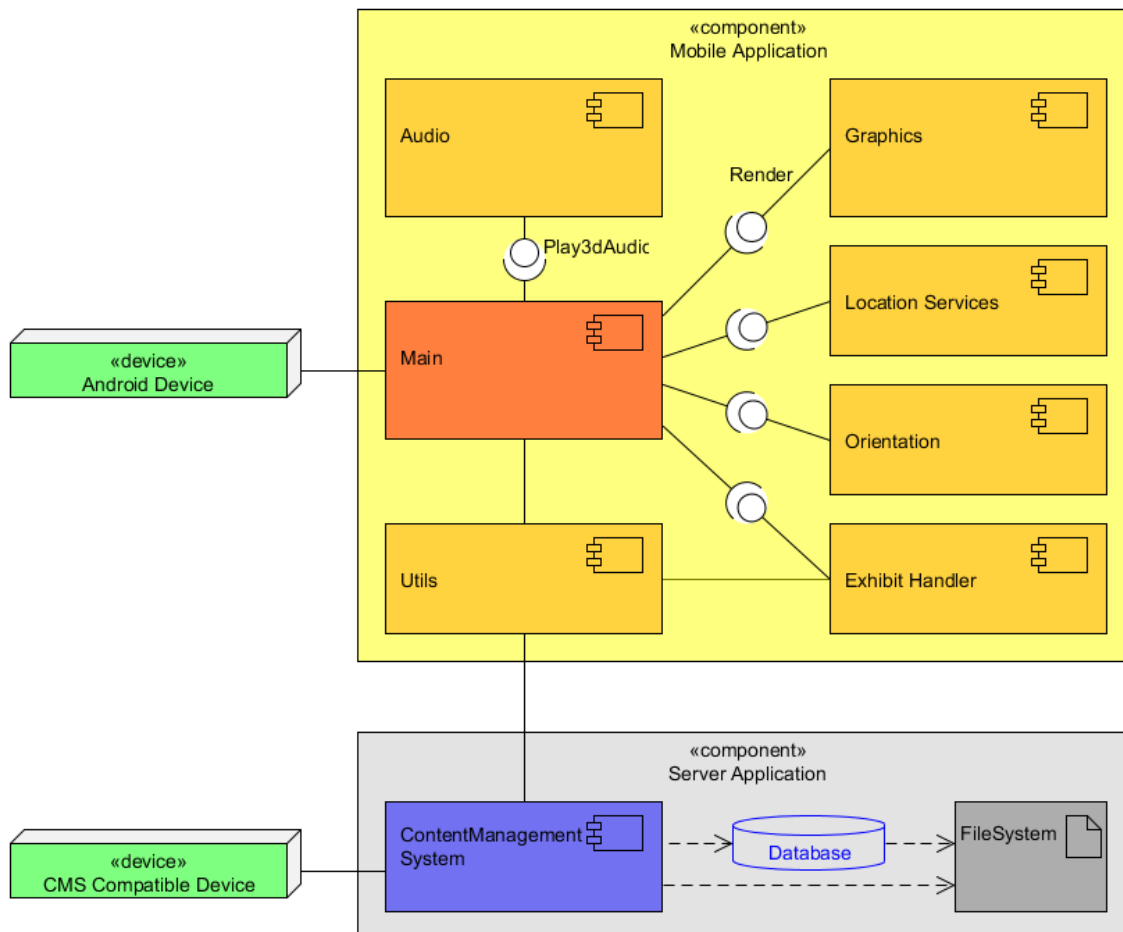 «component»
Mobile Application
Audio
Graphics
Render
Play3dAudio
Location Services
Main
«device»
Android Device
Orientation
Utils
Exhibit Handler
«component»
Server Application
ContentManagement
System
FileSystem
Database
«device»
CMS Compatible Device